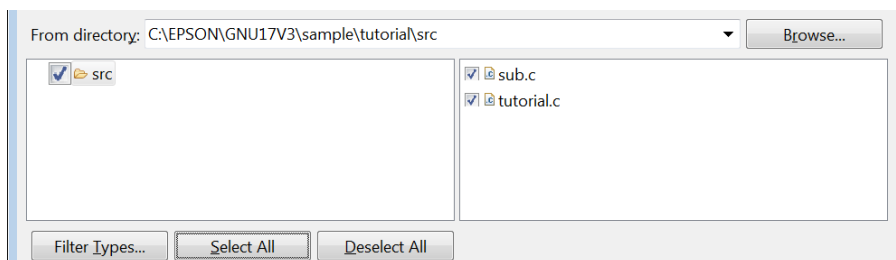 From directory: C:\EPSON\GNU17V3\sample\tutorial\src Browse...
src
sub.c
tutorial.c
Filter Types... Select All Deselect All